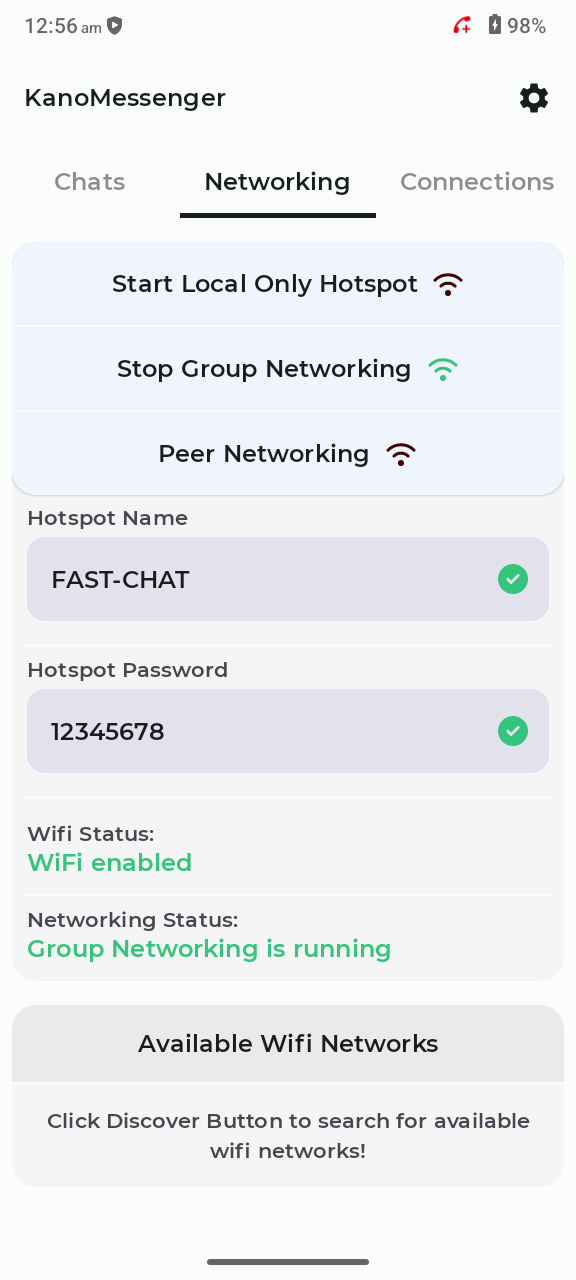 12:56 am
98%
KanoMessenger
Chats
Networking
Connections
Start Local Only Hotspot
Stop Group Networking
Peer Networking
Hotspot Name
FAST-CHAT
Hotspot Password
12345678
Wifi Status:
WiFi enabled
Networking Status:
Group Networking is running
Available Wifi Networks
Click Discover Button to search for available
wifi networks!